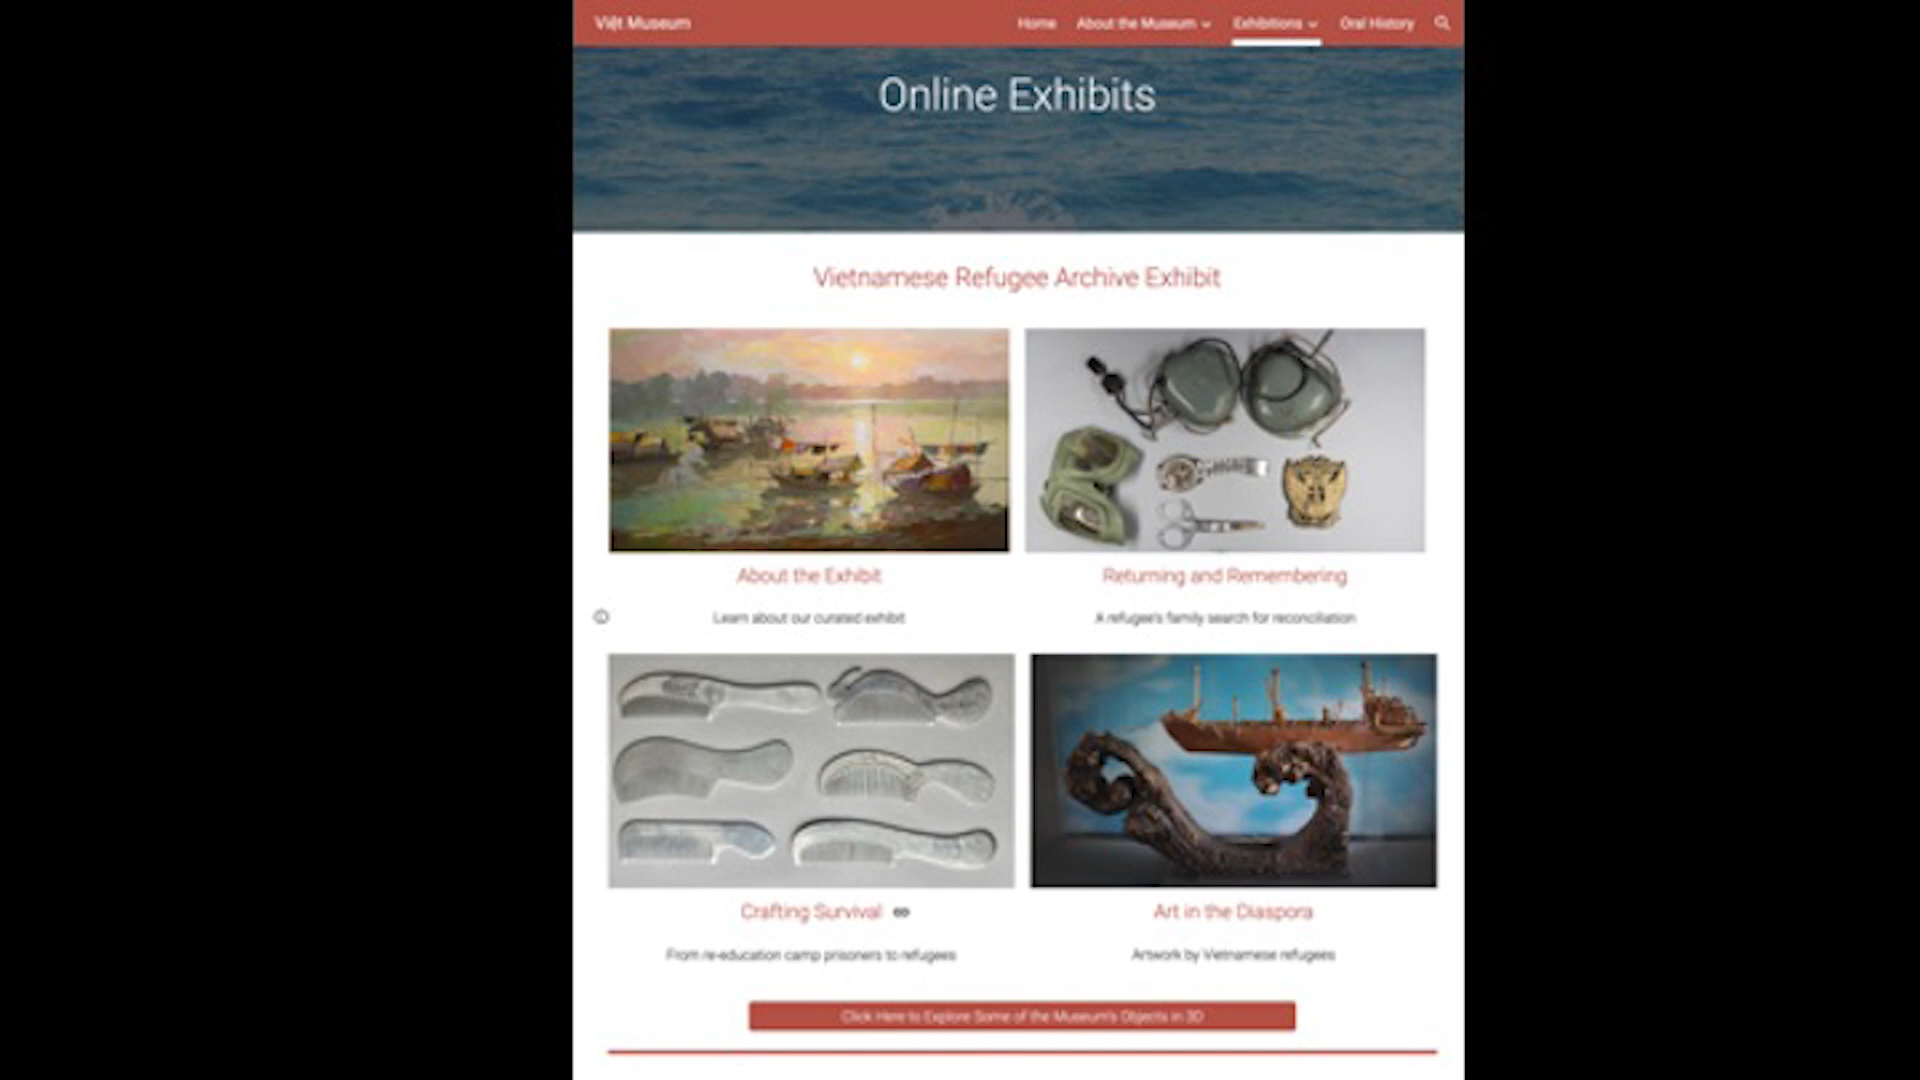 Việt Museum
Home About the Museum Exhibitions Oral History
Online Exhibits
Vietnamese Refugee Archive Exhibit
About the Exhibit
Returning and Remembering
Learn about our curated exhibit
A refugee's family search for reconciliation
Crafting Survival
Art in the Diaspora
From re-education camp prisoners to refugees
Artwork by Vietnamese refugees
Click Here to Explore Some of the Museum's Objects in 3D